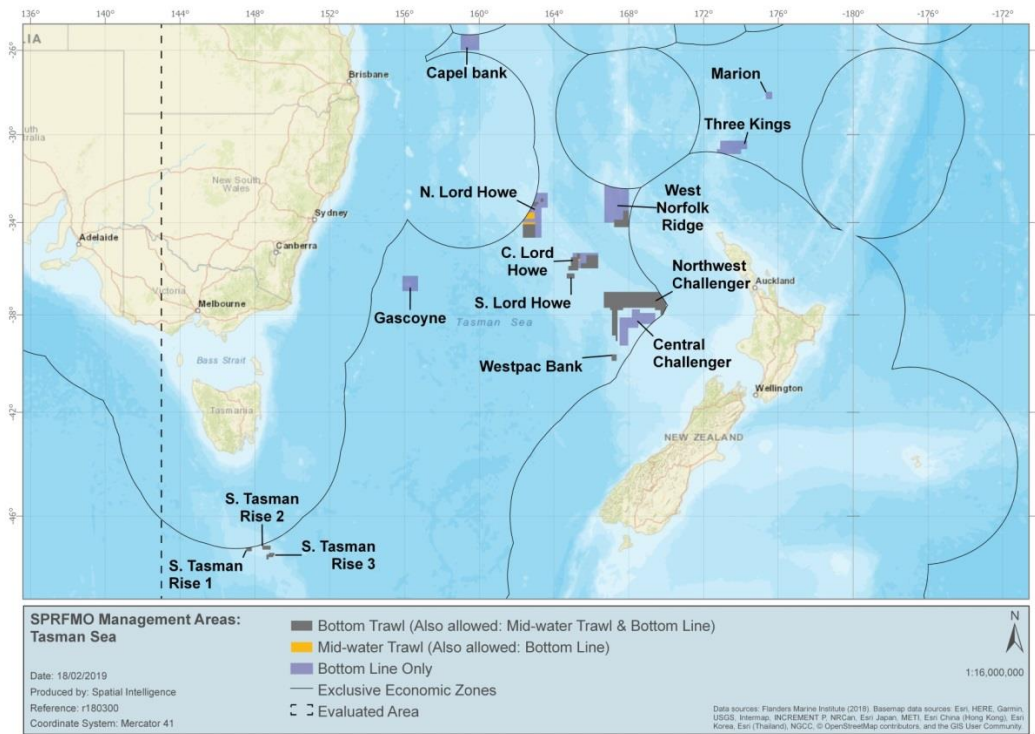 136° 140° 144° 148° 152° 156° 160° 164° 168° 172° 176° -180° -176° -172°
-26°
-30°
-34°
-38°
-42°
-46°
Capel bank
Brisbane
Marion
Three Kings
New South
Wales
N. Lord Howe
West
Norfolk
Ridge
Sydney
Adelaide
Canberra
C. Lord
Howe
Northwest
Challenger
Auckland
Victoria
S. Lord Howe
Melbourne
Gascoyne
Tasman Sea
Central
Challenger
Bass Strait
Westpac Bank
Wellington
Tasmania
NEW ZEALAND
S. Tasman
Rise 2
S. Tasman
Rise 3
S. Tasman
Rise 1
SPRFMO Management Areas:
Tasman Sea
Date: 18/02/2019
Produced by: Spatial Intelligence
Reference: r180300
Coordinate System: Mercator 41
Bottom Trawl (Also allowed: Mid-water Trawl & Bottom Line)
Mid-water Trawl (Also allowed: Bottom Line)
Bottom Line Only
Exclusive Economic Zones
Evaluated Area
N
1:16,000,000
Data sources: Flanders Marine Institute (2018). Basemap data sources: Esri, HERE, Garmin,
USGS, Intermap, INCREMENT P, NRCan, Esri Japan, METI, Esri China (Hong Kong), Esri
Korea, Esri (Thailand), NGCC, © OpenStreetMap contributors, and the GIS User Community.